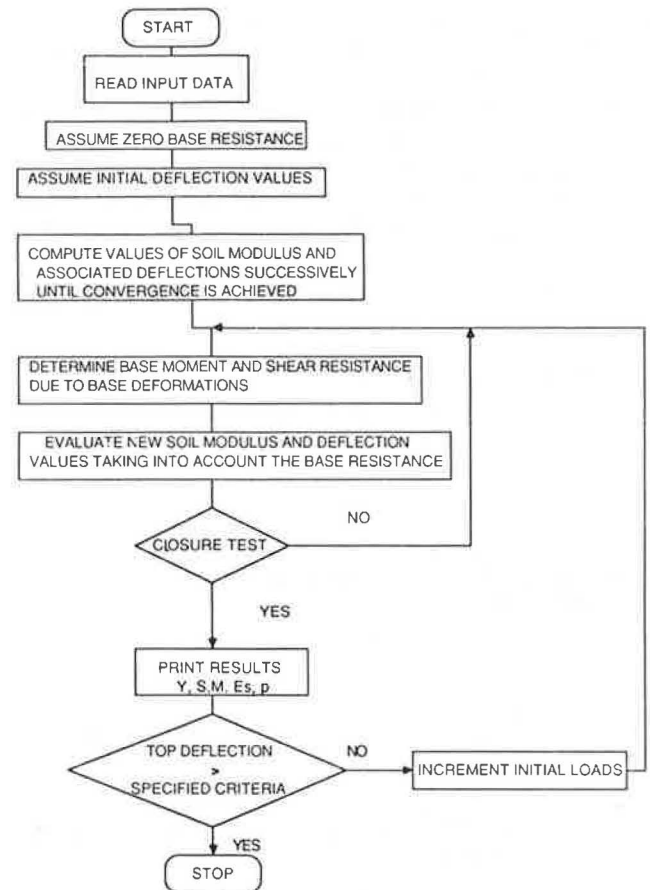 START
READ INPUT DATA
ASSUME ZERO BASE RESISTANCE
ASSUME INITIAL DEFLECTION VALUES
COMPUTE VALUES OF SOIL MODULUS AND
ASSOCIATED DEFLECTIONS SUCCESSIVELY
UNTIL CONVERGENCE IS ACHIEVED
DETERMINE BASE MOMENT AND SHEAR RESISTANCE
DUE TO BASE DEFORMATIONS
EVALUATE NEW SOIL MODULUS AND DEFLECTION
VALUES TAKING INTO ACCOUNT THE BASE RESISTANCE
NO
CLOSURE TEST
YES
PRINT RESULTS
Y, S.M. Es, p
TOP DEFLECTION
>
SPECIFIED CRITERIA
NO
INCREMENT INITIAL LOADS
YES
STOP